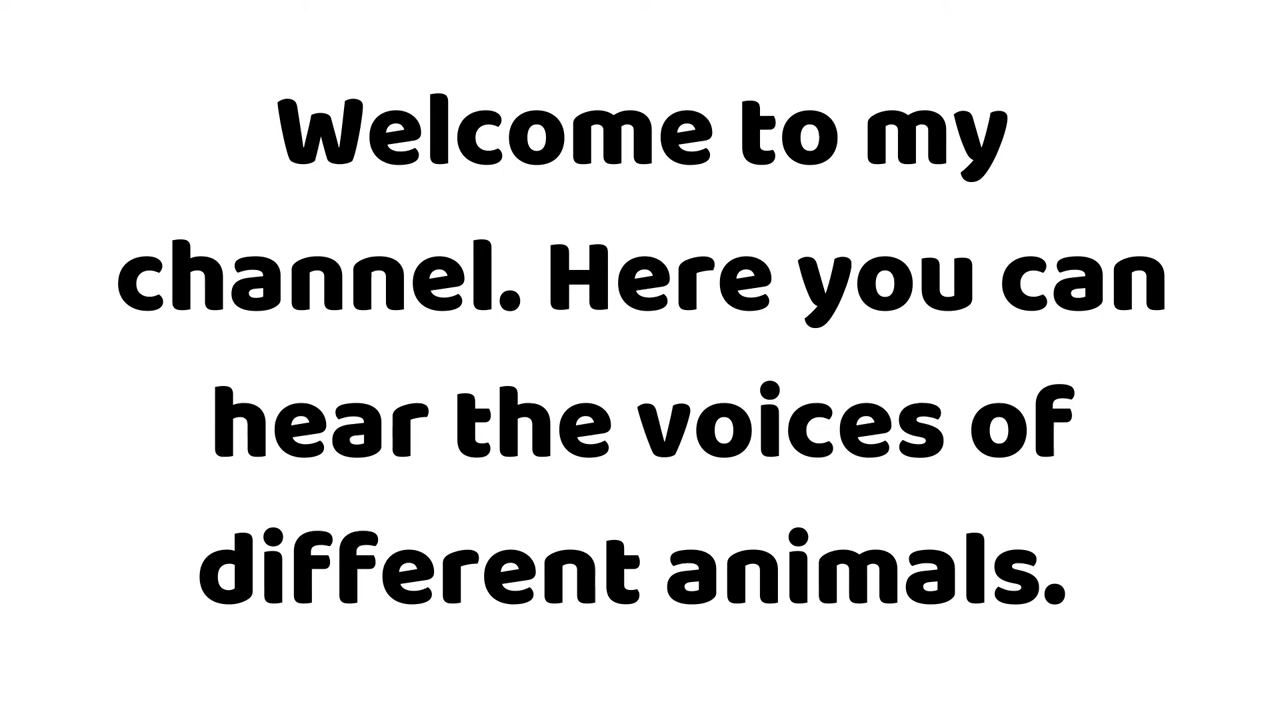 Welcome to my
channel. Here you can
hear the voices of
different animals.